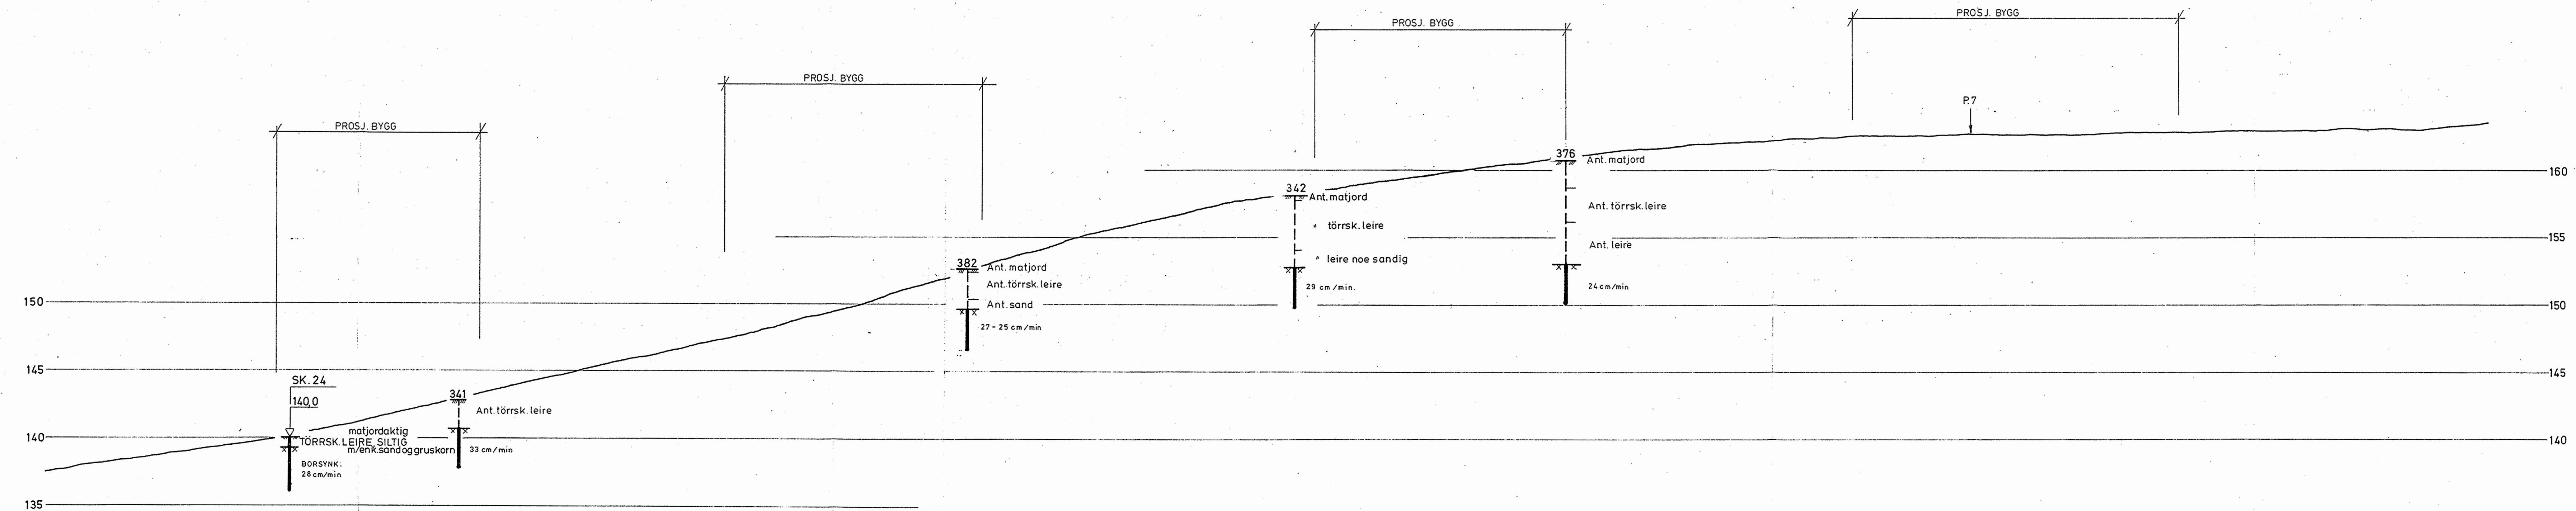 PROSJ. BYGG
PROSJ. BYGG
PROSJ. BYGG
PROSJ. BYGG
P.7
376
Ant. matjord
160
160
342
Ant. matjord
Ant. törrsk. leire
" törrsk. leire
155
Ant. leire
" leire noe sandig
382
Ant. matjord
Ant. törrsk. leire
Ant. sand
29 cm/min.
24 cm/min
150
150
27 - 25 cm/min
145
145
SK. 24
140,0
341
Ant. törrsk. leire
matjordaktig
140
TÖRRSK. LEIRE, SILTIG
140
m/enk. sand og gruskorn
33 cm/min
BORSYNK:
28 cm/min
135